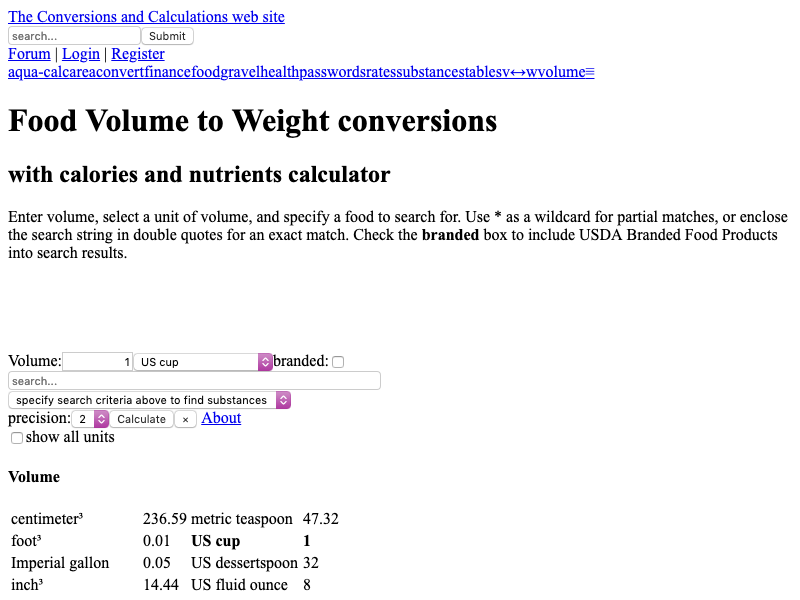 The Conversions and Calculations web site
search... Submit
Forum | Login | Register
aqua-calcareaconvertfinancefoodgravelhealthpasswordsratessubstancestablesv↔wvolume≡
Food Volume to Weight conversions
with calories and nutrients calculator
Enter volume, select a unit of volume, and specify a food to search for. Use * as a wildcard for partial matches, or enclose
the search string in double quotes for an exact match. Check the branded box to include USDA Branded Food Products
into search results.
Volume: 1 US cup branded:
search...
specify search criteria above to find substances
precision: 2 Calculate × About
show all units
Volume
centimeter³ 236.59 metric teaspoon 47.32
foot³ 0.01 US cup 1
Imperial gallon 0.05 US dessertspoon 32
inch³ 14.44 US fluid ounce 8